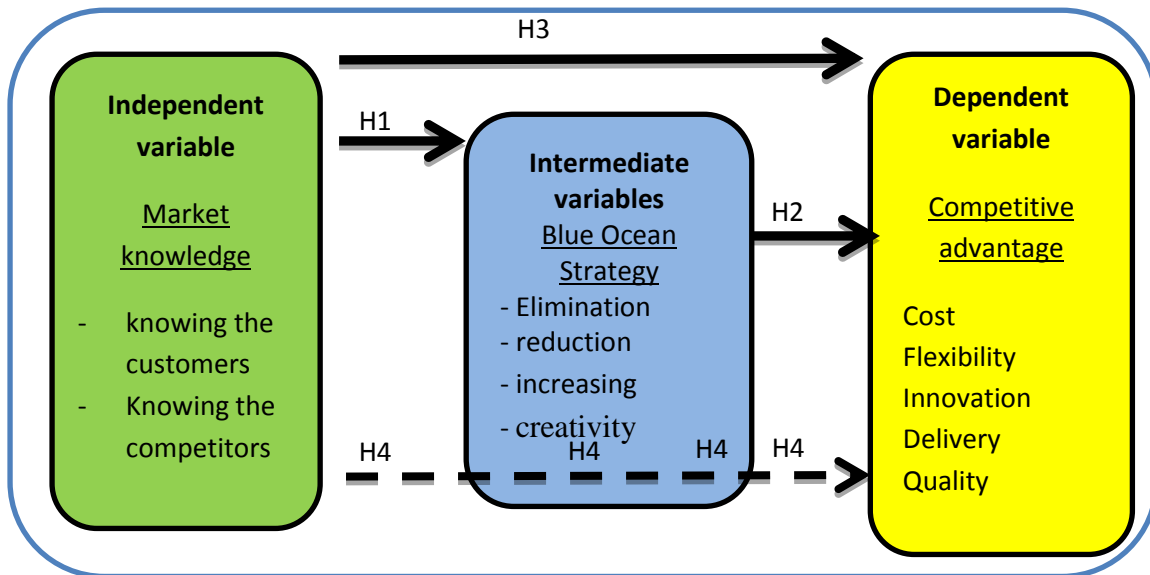 H3
Independent
variable
Market
knowledge
- knowing the
customers
- Knowing the
competitors
H1
Intermediate
variables
Blue Ocean
Strategy
- Elimination
- reduction
- increasing
- creativity
H2
Dependent
variable
Competitive
advantage
Cost
Flexibility
Innovation
Delivery
Quality
H4 H4 H4 H4